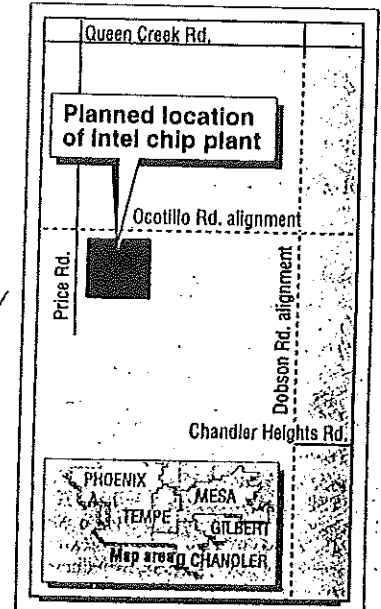 Queen Creek Rd.
Planned location
of Intel chip plant
Ocotillo Rd. alignment
Price Rd.
Dobson Rd. alignment
Chandler Heights Rd.
PHOENIX
MESA
TEMPE
GILBERT
Map area
CHANDLER